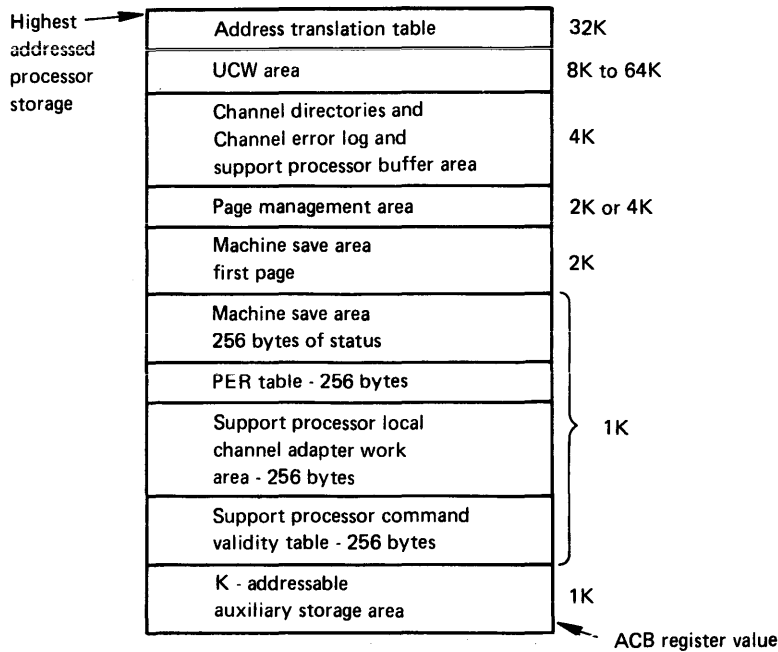 Highest
addressed
processor
storage
Address translation table
32K
UCW area
8K to 64K
Channel directories and
Channel error log and
support processor buffer area
4K
Page management area
2K or 4K
Machine save area
first page
2K
Machine save area
256 bytes of status
PER table - 256 bytes
Support processor local
channel adapter work
area - 256 bytes
Support processor command
validity table - 256 bytes
1K
K - addressable
auxiliary storage area
1K
ACB register value